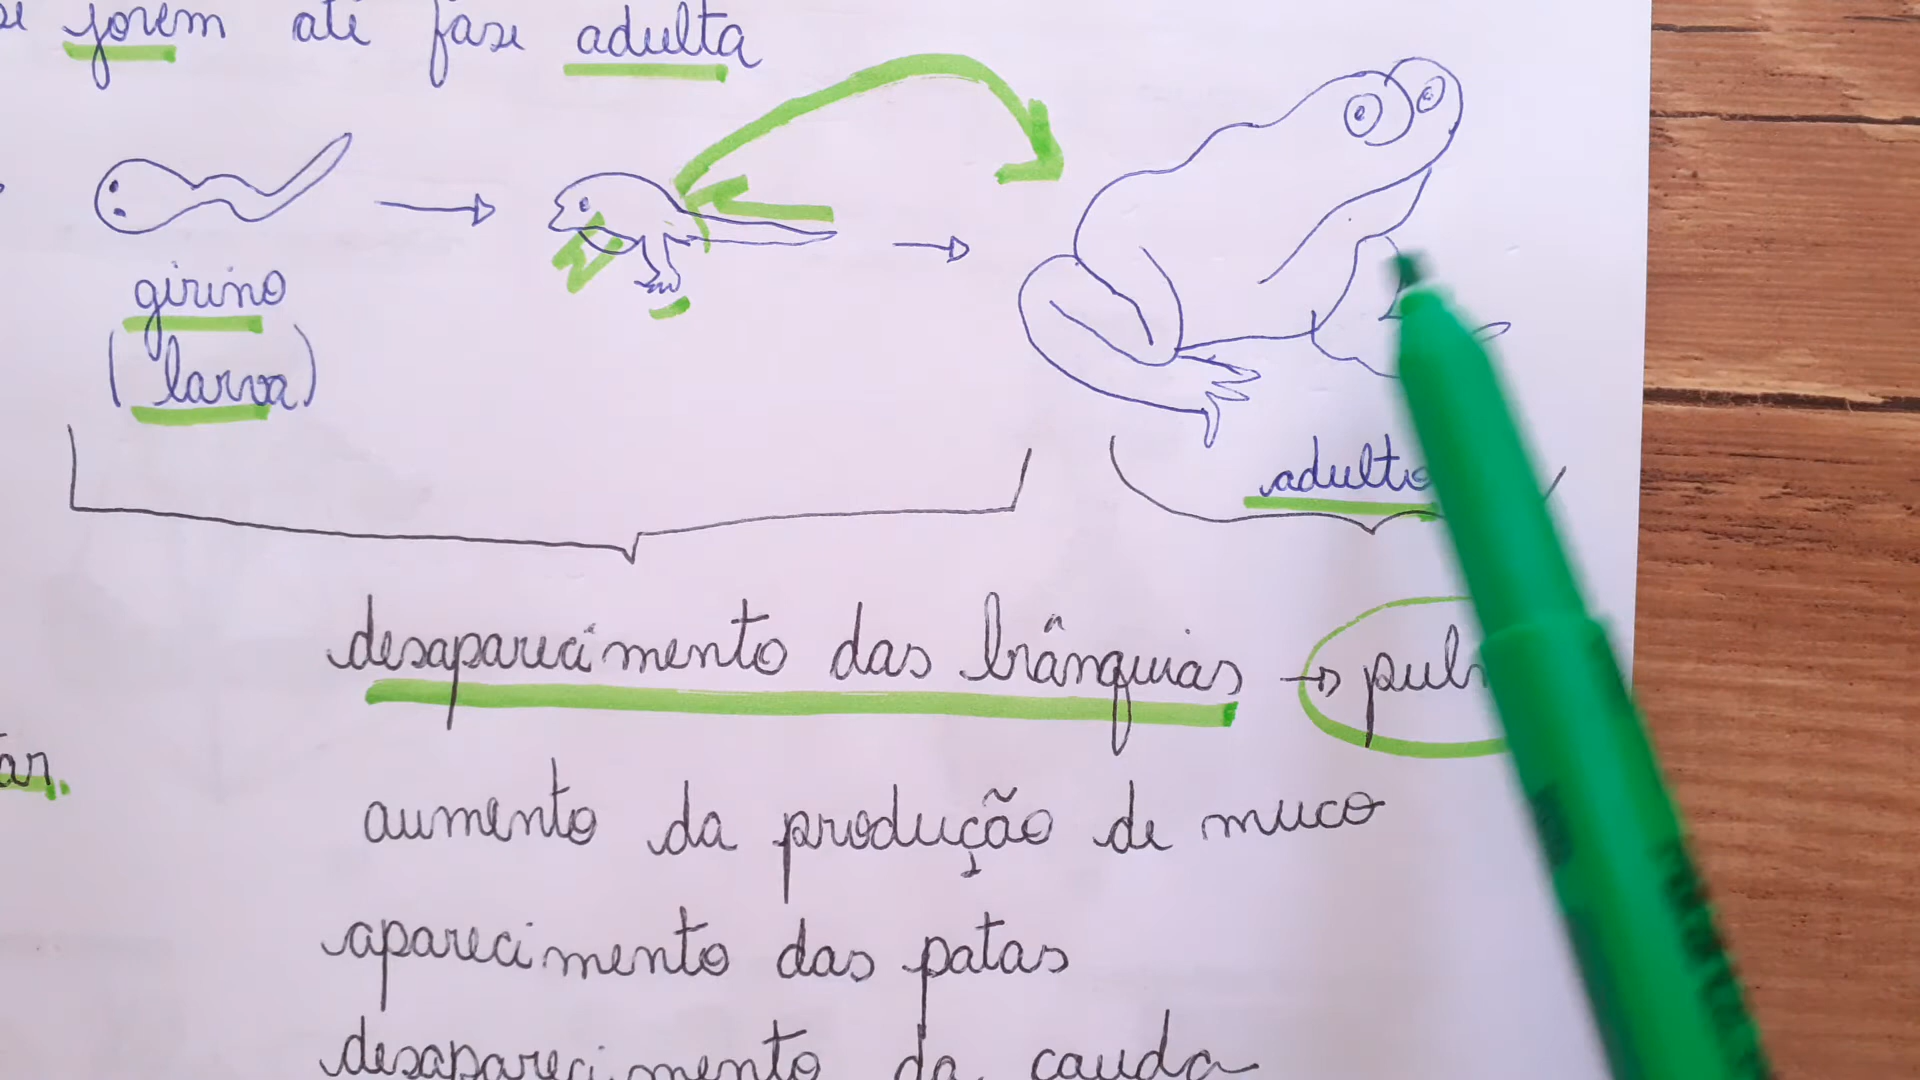 jovem até fase adulta
girino
(larva)
adulto
desaparecimento das brânquias →
aumento da produção de muco
aparecimento das patas
desaparecimento da cauda